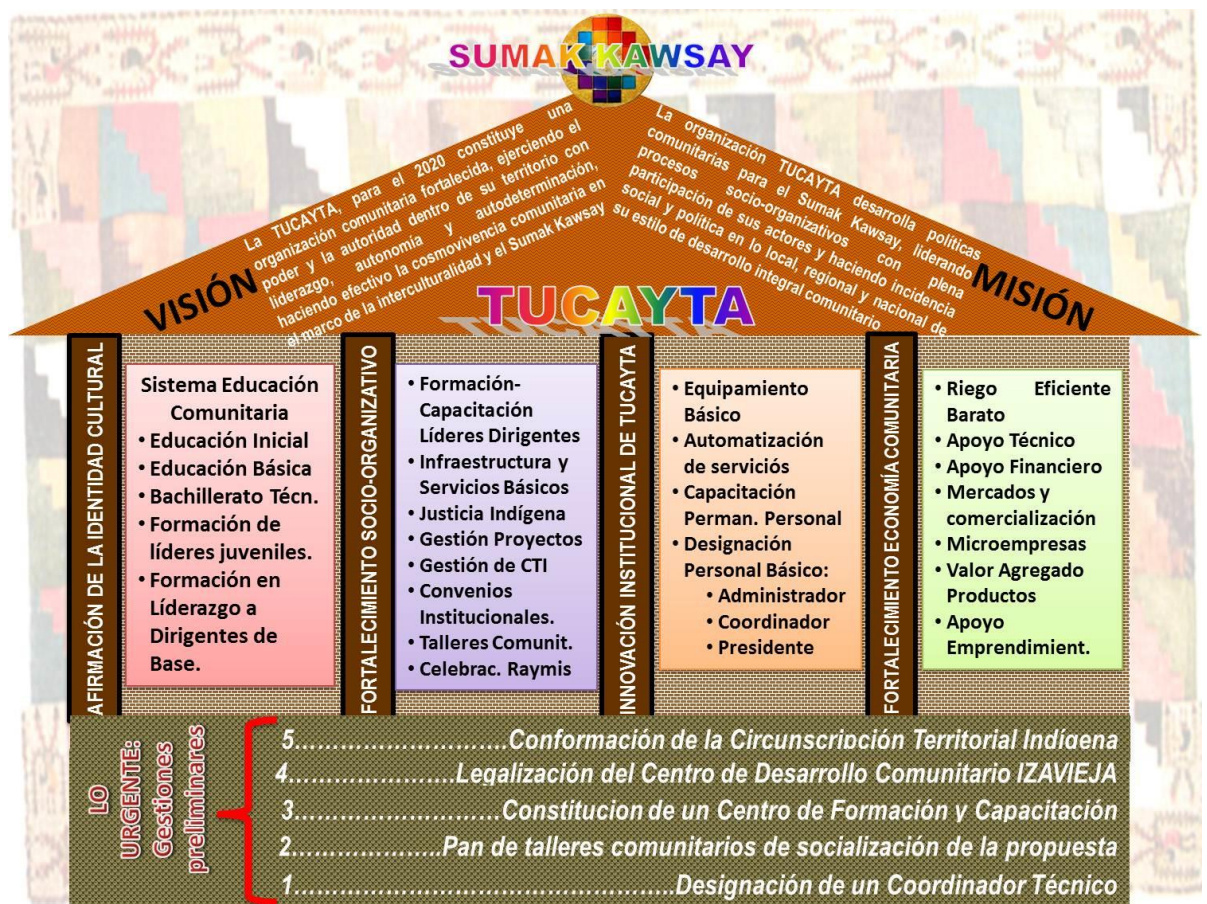 SUMAK KAWSAY
La TUCAYTA, para el 2020 constituye una
organización comunitaria fortalecida, ejerciendo el
poder y la autoridad dentro de su territorio con
liderazgo, autonomía y autodeterminación,
haciendo efectivo la cosmovivencia comunitaria en
el marco de la interculturalidad y el Sumak Kawsay
VISIÓN
La organización TUCAYTA desarrolla políticas
comunitarias para el Sumak Kawsay, liderando
procesos socio-organizativos con plena
participación de sus actores y haciendo incidencia
social y política en lo local, regional y nacional de
su estilo de desarrollo integral comunitario
MISIÓN
TUCAYTA
AFIRMACIÓN DE LA IDENTIDAD CULTURAL
Sistema Educación
Comunitaria
• Educación Inicial
• Educación Básica
• Bachillerato Técn.
• Formación de
líderes juveniles.
• Formación en
Líderazgo a
Dirigentes de
Base.
FORTALECIMIENTO SOCIO-ORGANIZATIVO
• Formación-
Capacitación
Líderes Dirigentes
• Infraestructura y
Servicios Básicos
• Justicia Indígena
• Gestión Proyectos
• Gestión de CTI
• Convenios
Institucionales.
• Talleres Comunit.
• Celebrac. Raymis
INNOVACIÓN INSTITUCIONAL DE TUCAYTA
• Equipamiento
Básico
• Automatización
de serviciós
• Capacitación
Perman. Personal
• Designación
Personal Básico:
• Administrador
• Coordinador
• Presidente
FORTALECIMIENTO ECONOMÍA COMUNITARIA
• Riego Eficiente
Barato
• Apoyo Técnico
• Apoyo Financiero
• Mercados y
comercialización
• Microempresas
• Valor Agregado
Productos
• Apoyo
Emprendimient.
LO
URGENTE:
Gestiones
preliminares
5……………………….Conformación de la Circunscripción Territorial Indígena
4………………….Legalización del Centro de Desarrollo Comunitario IZAVIEJA
3……………………Constitucion de un Centro de Formación y Capacitación
2………………..Pan de talleres comunitarios de socialización de la propuesta
1…………………………………………..Designación de un Coordinador Técnico